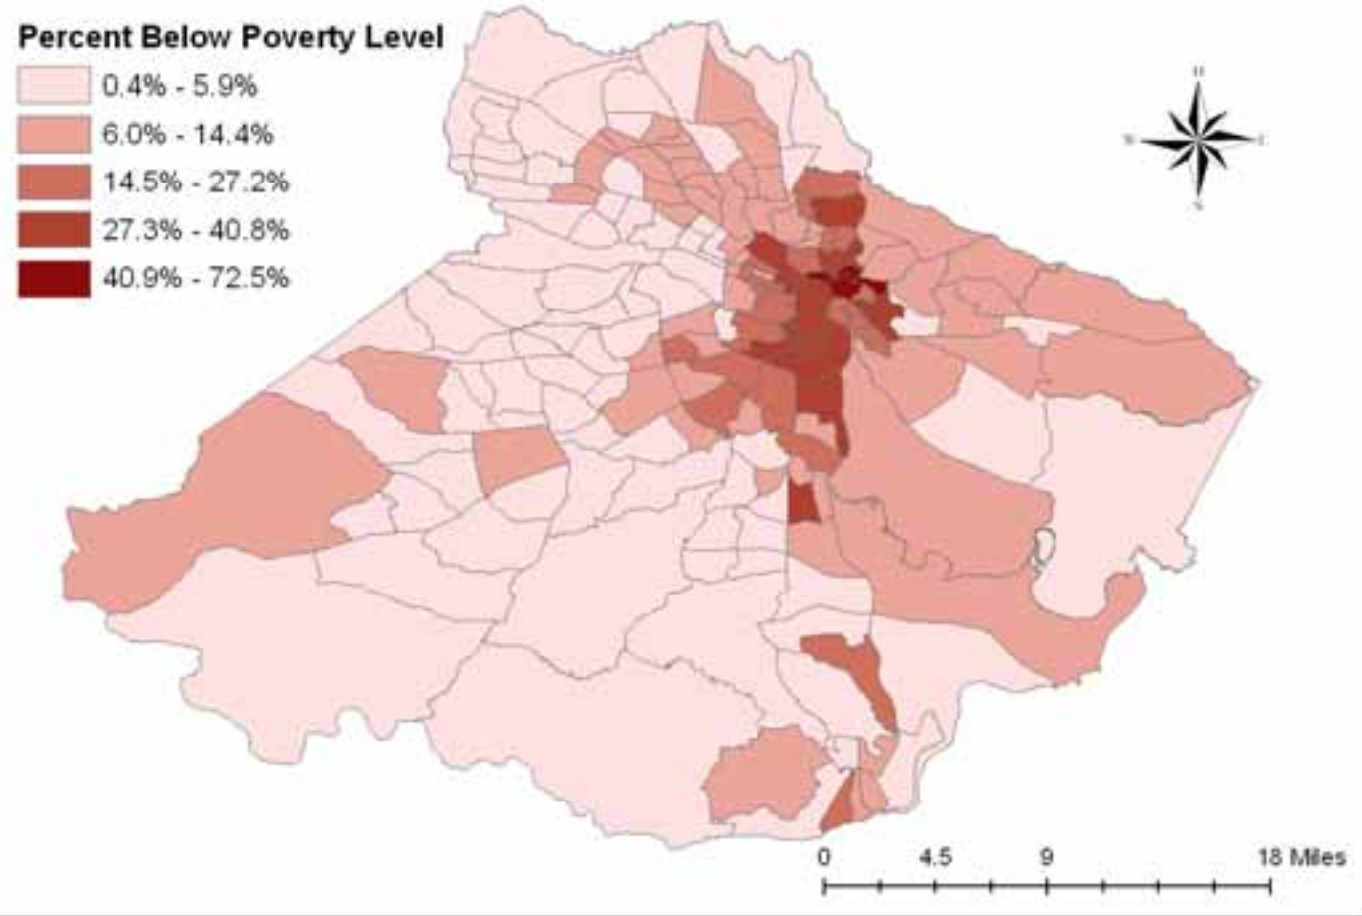 Percent Below Poverty Level
0.4% - 5.9%
6.0% - 14.4%
14.5% - 27.2%
27.3% - 40.8%
40.9% - 72.5%
S
0 4.5 9 18 Miles